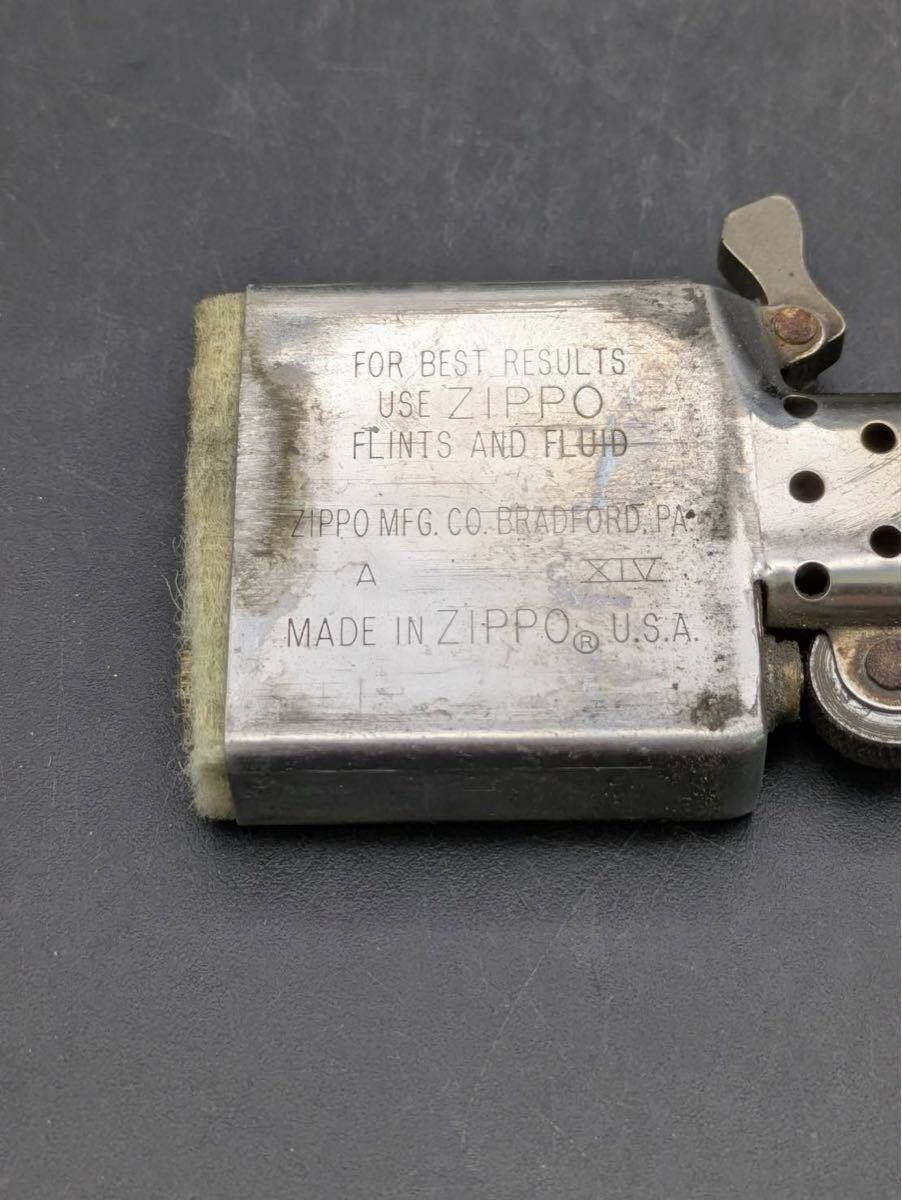 FOR BEST RESULTS
USE ZIPPO
FLINTS AND FLUID
ZIPPO MFG. CO. BRADFORD. PA.
A XIV
MADE IN ZIPPO® U.S.A.